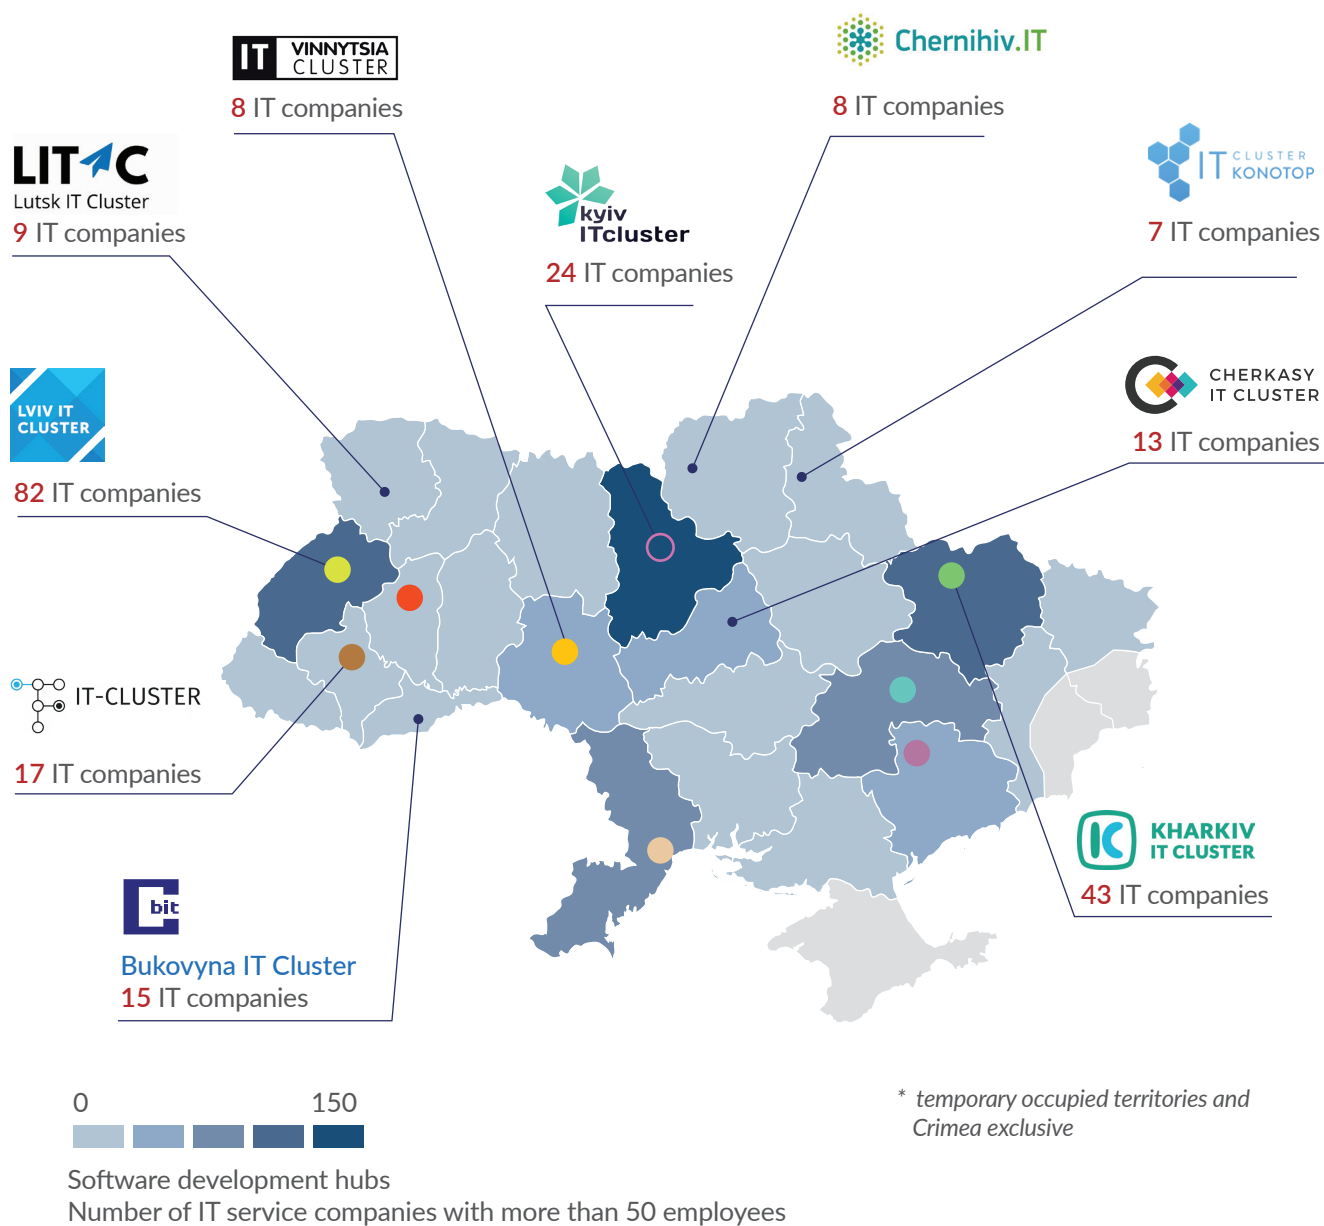 IT VINNYTSIA
CLUSTER
8 IT companies
Chernihiv.IT
8 IT companies
LIT C
Lutsk IT Cluster
9 IT companies
kyiv
ITcluster
24 IT companies
IT CLUSTER
KONOTOP
7 IT companies
LVIV IT
CLUSTER
82 IT companies
CHERKASY
IT CLUSTER
13 IT companies
IT-CLUSTER
17 IT companies
KHARKIV
IT CLUSTER
43 IT companies
bit
Bukovyna IT Cluster
15 IT companies
0 150
Software development hubs
Number of IT service companies with more than 50 employees
* temporary occupied territories and
Crimea exclusive